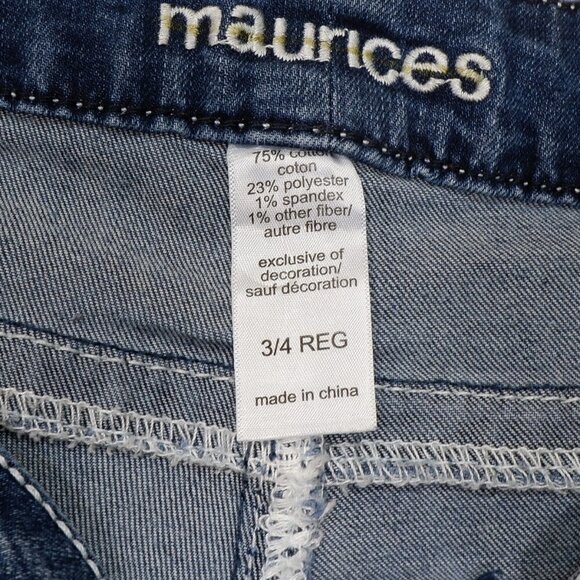 maurices
75% cotton/
coton
23% polyester
1% spandex
1% other fiber/
autre fibre
exclusive of
decoration/
sauf décoration
3/4 REG
made in china